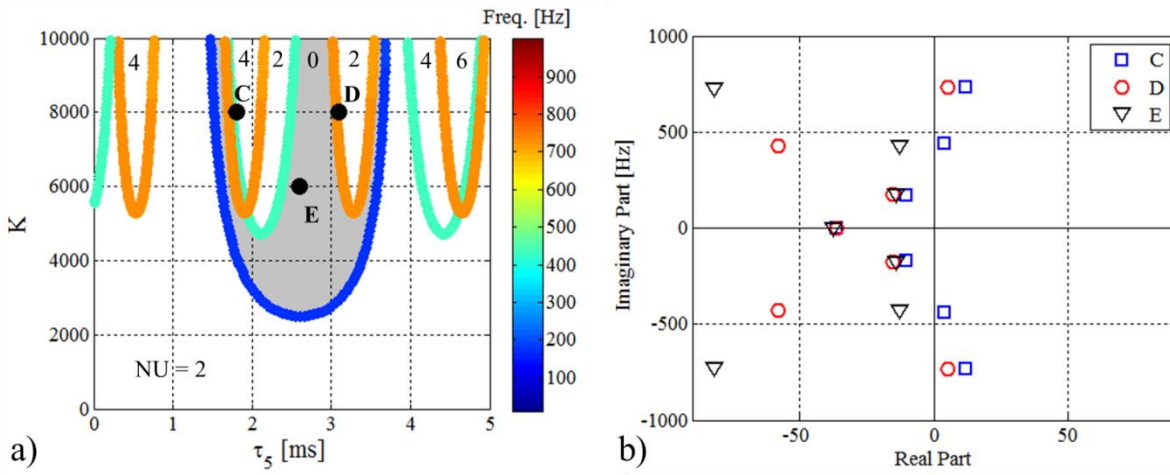 Freq. [Hz]
10000
8000
6000
4000
2000
0
K
4
4
2
0
2
4
6
C
D
E
NU = 2
0
1
2
3
4
5
τ5 [ms]
900
800
700
600
500
400
300
200
100
a)
1000
500
0
-500
-1000
Imaginary Part [Hz]
C
D
E
-50
0
50
Real Part
b)